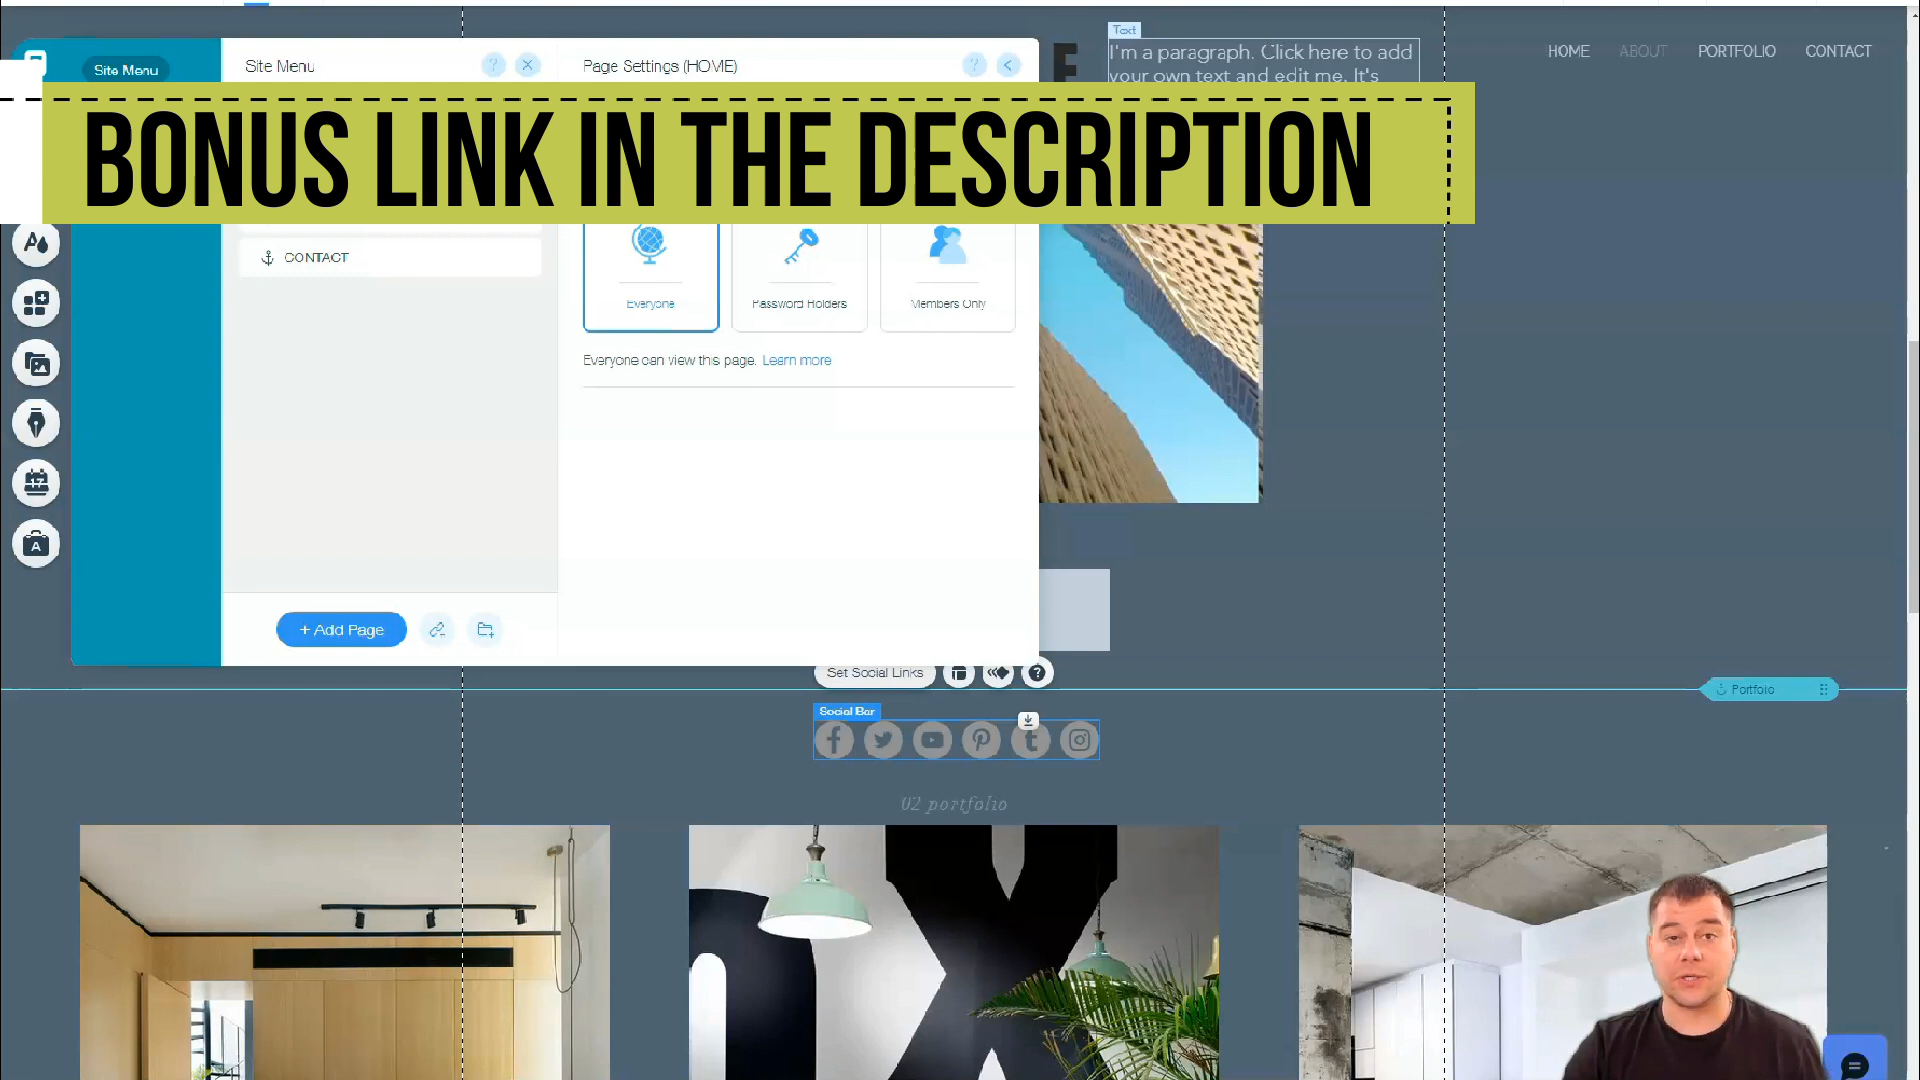 Text
I'm a paragraph. Click here to add
your own text and edit me. It's
HOME ABOUT PORTFOLIO CONTACT
Site Menu
Site Menu
Page Settings (HOME)
BONUS LINK IN THE DESCRIPTION
CONTACT
Everyone
Password Holders
Members Only
Everyone can view this page. Learn more
+ Add Page
Set Social Links
Portfolio
Social Bar
02 portfolio